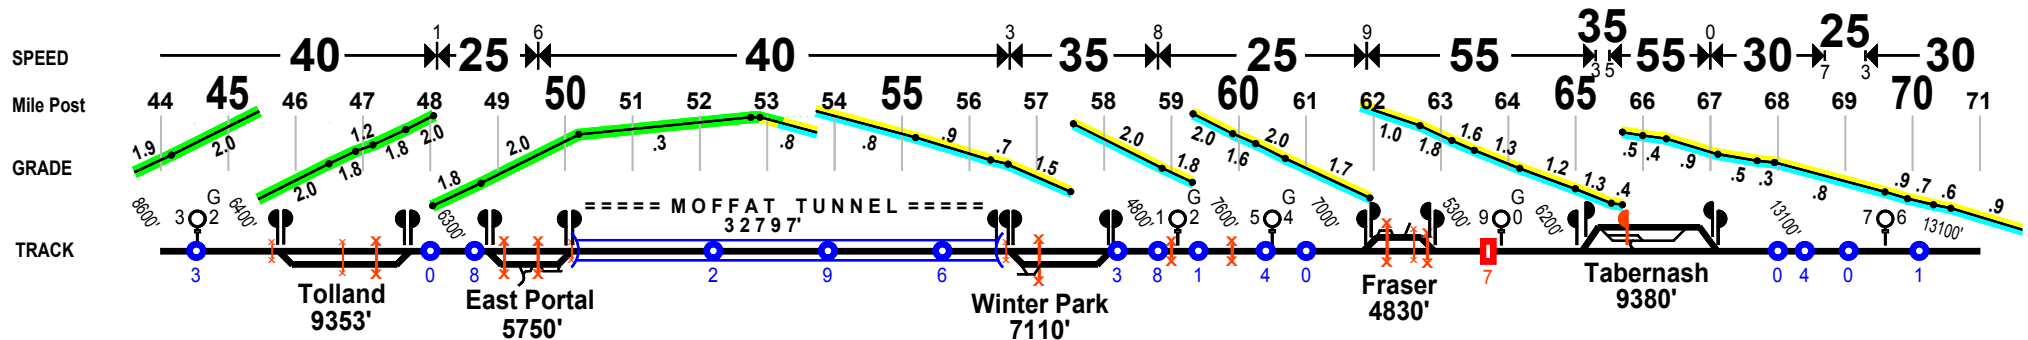 SPEED 40 1 25 6 40 3 35 8 25 9 55 3 35 5 55 0 30 7 25 3 30
Mile Post 44 45 46 47 48 49 50 51 52 53 54 55 56 57 58 59 60 61 62 63 64 65 66 67 68 69 70 71
GRADE 1.9 2.0 2.0 1.8 1.2 1.8 2.0 1.8 2.0 .3 .8 .8 .9 .7 1.5 2.0 1.8 2.0 1.6 2.0 1.7 1.0 1.8 1.6 1.3 1.2 1.3 .4 .5 .4 .9 .5 .3 .8 .9 .7 .6 .9
8600' 3 G 2 6400' 6300' ===== MOFFAT TUNNEL ===== 4800' 1 G 2 7600' 5 G 4 7000' 5300' 9 G 0 6200' 13100' 7 6 13100'
32797'
TRACK
3 0 8 2 9 6 3 8 1 4 0 7 0 4 0 1
Tolland
9353'
East Portal
5750'
Winter Park
7110'
Fraser
4830'
Tabernash
9380'